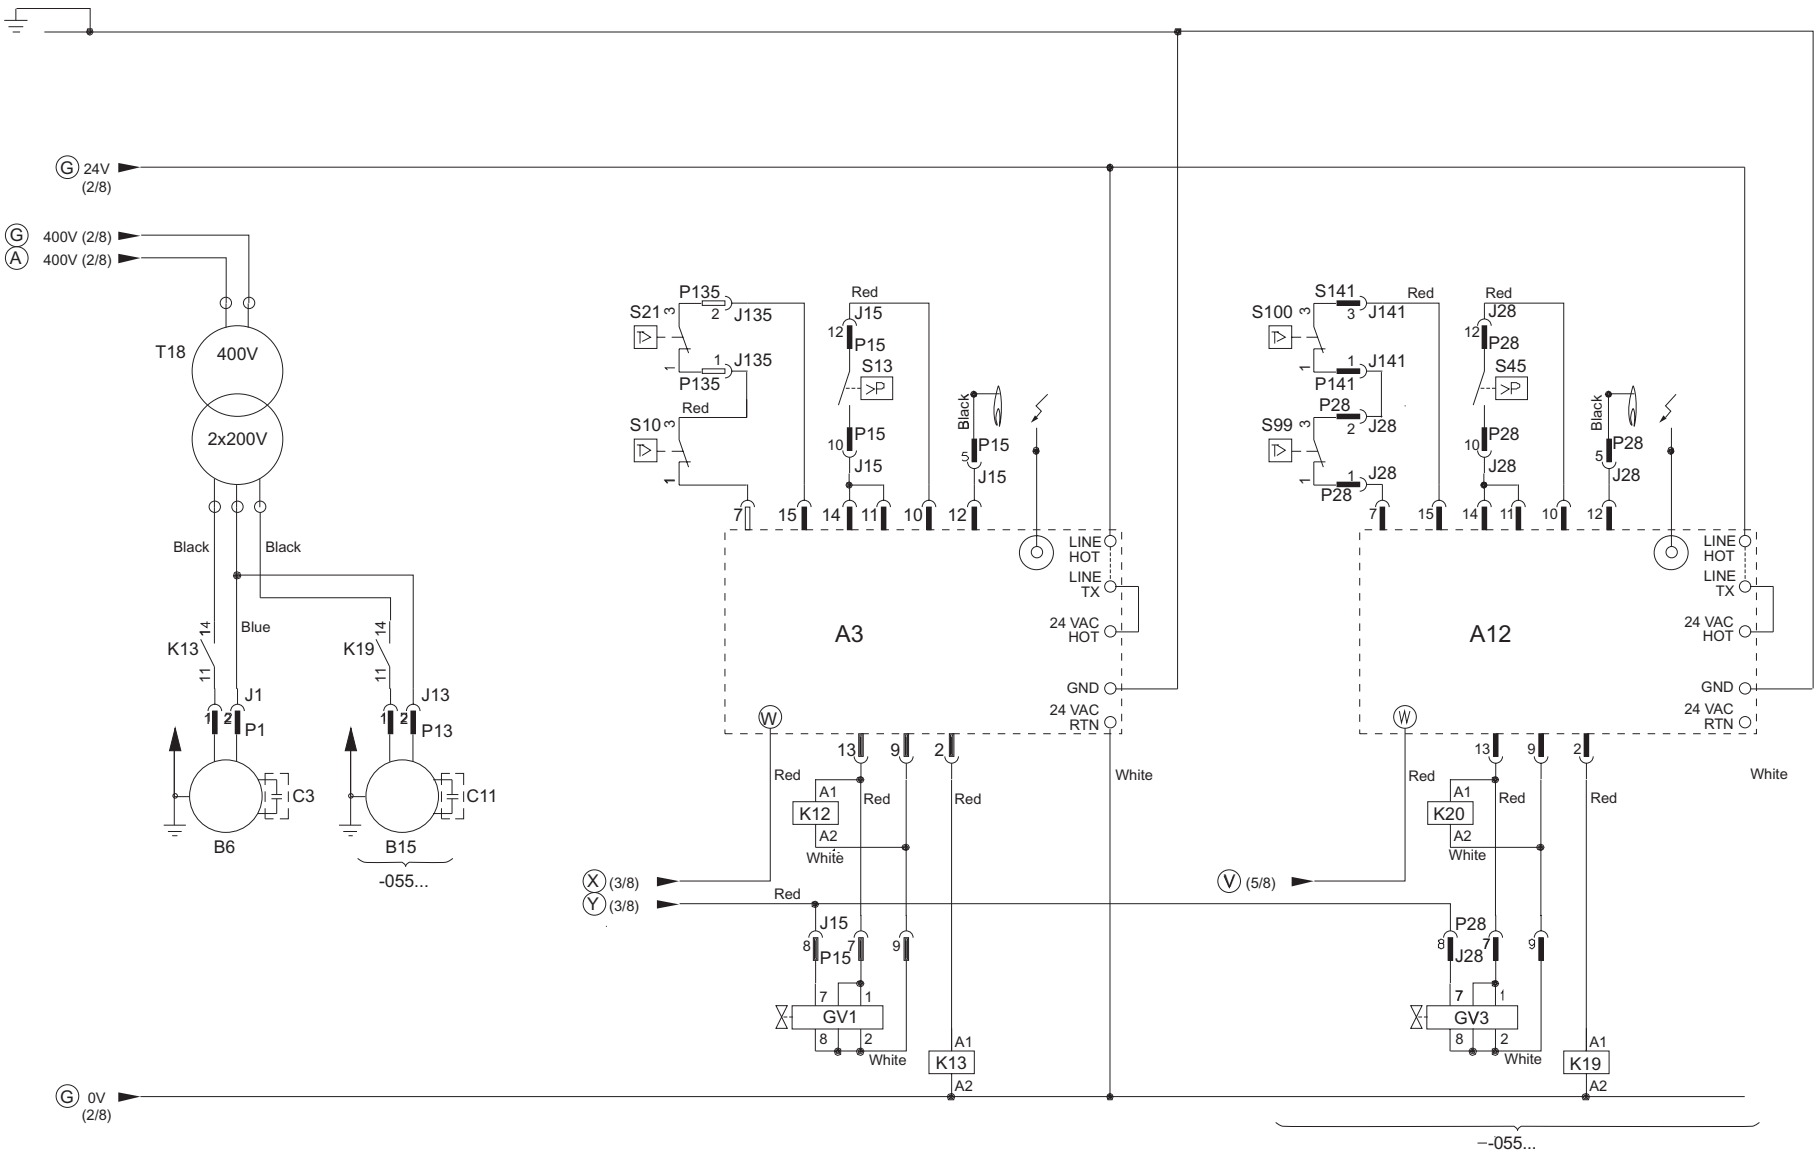 G 24V
(2/8)
G 400V (2/8)
A 400V (2/8)
T18 400V
2x200V
Black Black
Blue
K13 14 11
K19 14 11
J1
1 2 P1
J13
1 2 P13
C3
C11
B6
B15
-055...
S21 3 P135
2 J135
1 J135
1 P135
Red
S10 3
1
Red
J15
12 P15
S13
>P
P15
10
J15
Black
P15
5
J15
7 15 14 11 10 12
LINE
HOT
LINE
TX
24 VAC
HOT
A3
GND
24 VAC
RTN
W
13 9 2
Red
White
A1
K12
A2
White
Red
Red
X (3/8)
Y (3/8)
Red
J15
8 P15 7 9
7 1
GV1
8 2
White
A1
K13
A2
S141
S100 3
3 J141
Red
1 J141
1 P141
P28
S99 3
2 J28
1 J28
1 P28
Red
J28
12 P28
S45
>P
P28
10
J28
Black
P28
5
J28
7 15 14 11 10 12
LINE
HOT
LINE
TX
24 VAC
HOT
A12
GND
24 VAC
RTN
W
13 9 2
Red
White
A1
K20
A2
White
Red
Red
V (5/8)
P28
8 J28 7 9
7 1
GV3
8 2
White
A1
K19
A2
G 0V
(2/8)
--055...